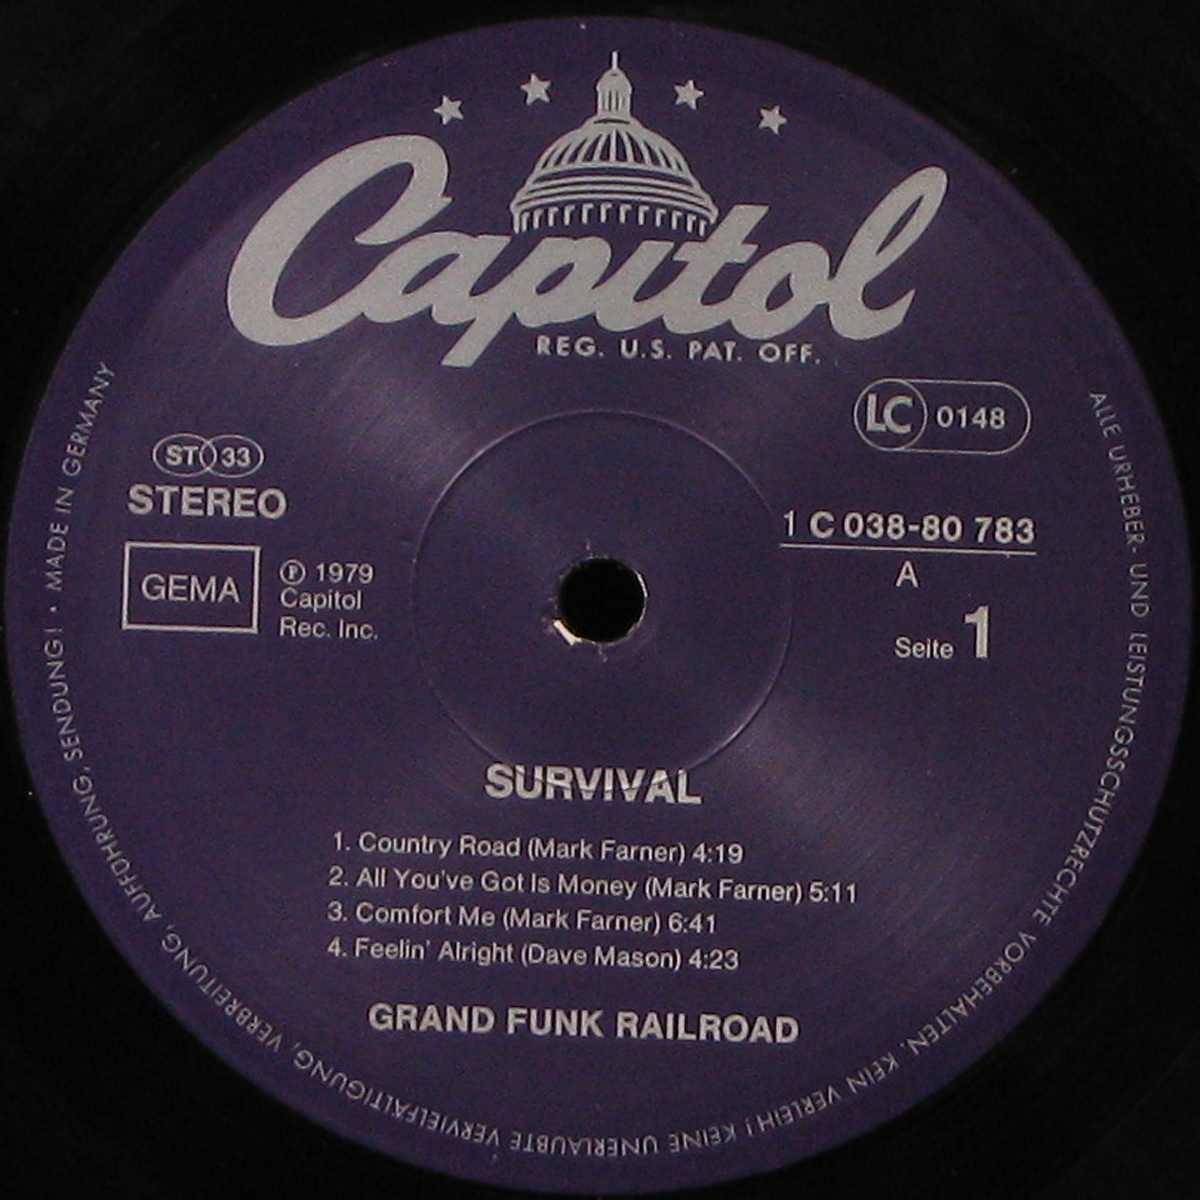 Capitol
REG. U.S. PAT. OFF.
LC 0148
ST 33
STEREO
GEMA
℗ 1979
Capitol
Rec. Inc.
1 C 038-80 783
A
Seite 1
SURVIVAL
1. Country Road (Mark Farner) 4:19
2. All You've Got Is Money (Mark Farner) 5:11
3. Comfort Me (Mark Farner) 6:41
4. Feelin' Alright (Dave Mason) 4:23
GRAND FUNK RAILROAD
ALLE URHEBER- UND LEISTUNGSSCHUTZRECHTE VORBEHALTEN. KEIN VERLEIH! KEINE UNERLAUBTE VERVIELFÄLTIGUNG, VERBREITUNG, AUFFÜHRUNG, SENDUNG! · MADE IN GERMANY